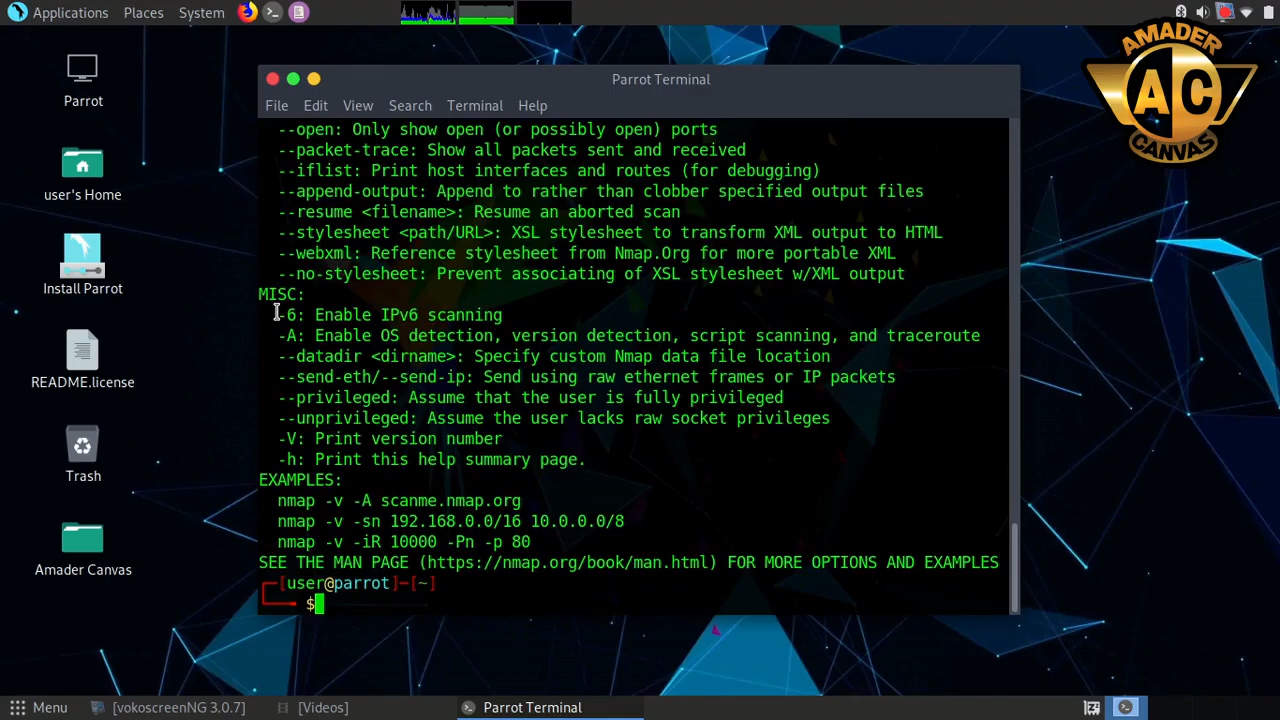 Applications Places System
AMADER
AC
CANVAS
Parrot
user's Home
Install Parrot
README.license
Trash
Amader Canvas
Parrot Terminal
File Edit View Search Terminal Help
--open: Only show open (or possibly open) ports
--packet-trace: Show all packets sent and received
--iflist: Print host interfaces and routes (for debugging)
--append-output: Append to rather than clobber specified output files
--resume <filename>: Resume an aborted scan
--stylesheet <path/URL>: XSL stylesheet to transform XML output to HTML
--webxml: Reference stylesheet from Nmap.Org for more portable XML
--no-stylesheet: Prevent associating of XSL stylesheet w/XML output
MISC:
-6: Enable IPv6 scanning
-A: Enable OS detection, version detection, script scanning, and traceroute
--datadir <dirname>: Specify custom Nmap data file location
--send-eth/--send-ip: Send using raw ethernet frames or IP packets
--privileged: Assume that the user is fully privileged
--unprivileged: Assume the user lacks raw socket privileges
-V: Print version number
-h: Print this help summary page.
EXAMPLES:
nmap -v -A scanme.nmap.org
nmap -v -sn 192.168.0.0/16 10.0.0.0/8
nmap -v -iR 10000 -Pn -p 80
SEE THE MAN PAGE (https://nmap.org/book/man.html) FOR MORE OPTIONS AND EXAMPLES
┌─[user@parrot]─[~]
└──╼ $
Menu [vokoscreenNG 3.0.7] [Videos] Parrot Terminal